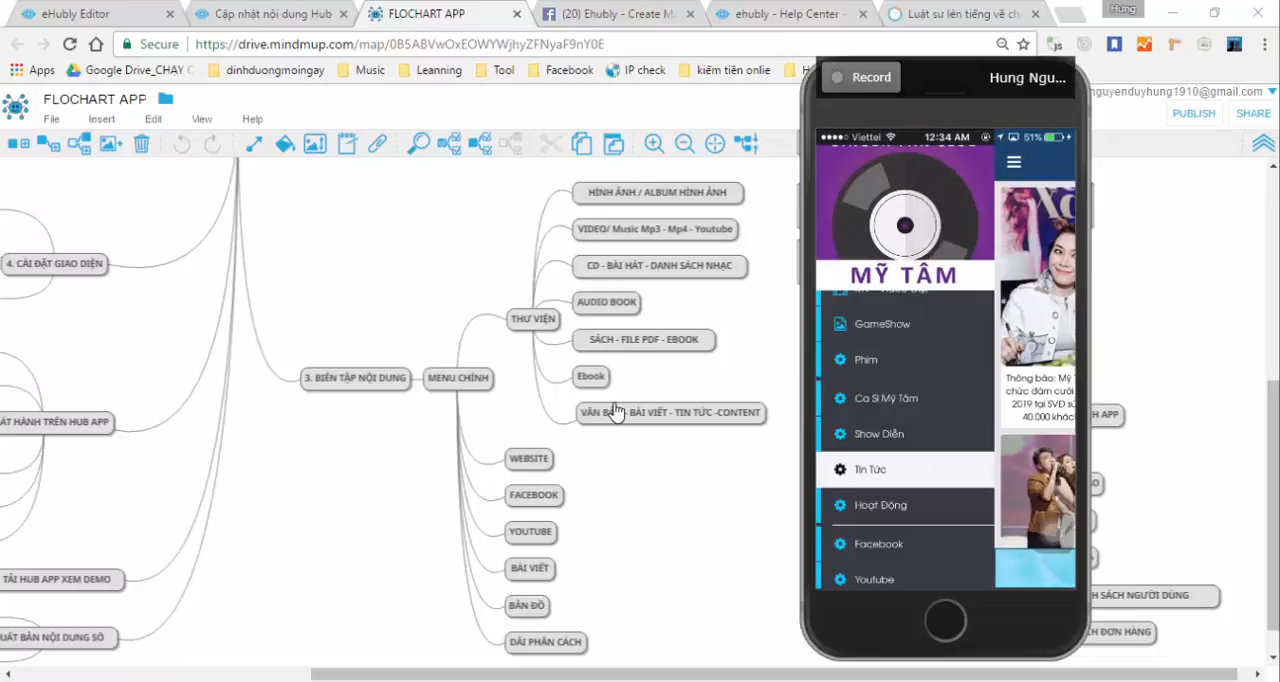 eHubly Editor
Cập nhật nội dung Hub
FLOCHART APP
(20) Ehubly - Create M
ehubly - Help Center -
Luật sư lên tiếng về ch
Hưng
Secure
https://drive.mindmup.com/map/0B5ABVwOxEOWYWjhyZFNyaF9nY0E
Apps
Google Drive_CHAY C
dinhduongmoingay
Music
Leanning
Tool
Facebook
IP check
kiếm tiền onlie
FLOCHART APP
File
Insert
Edit
View
Help
nguyenduyhung1910@gmail.com
PUBLISH
SHARE
Record
Hung Ngu...
Viettel
12:34 AM
51%
MỸ TÂM
GameShow
Phim
Ca Sĩ Mỹ Tâm
Show Diễn
Tin Tức
Hoạt Động
Facebook
Youtube
Thông báo: Mỹ T
chức đám cưới
2019 tại SVĐ sứ
40.000 khách
4. CÀI ĐẶT GIAO DIỆN
ÁT HÀNH TRÊN HUB APP
TẢI HUB APP XEM DEMO
UẤT BẢN NỘI DUNG SỐ
3. BIÊN TẬP NỘI DUNG
MENU CHÍNH
THƯ VIỆN
HÌNH ẢNH / ALBUM HÌNH ẢNH
VIDEO/ Music Mp3 - Mp4 - Youtube
CD - BÀI HÁT - DANH SÁCH NHẠC
AUDIO BOOK
SÁCH - FILE PDF - EBOOK
Ebook
VĂN BẢ - BÀI VIẾT - TIN TỨC -CONTENT
WEBSITE
FACEBOOK
YOUTUBE
BÀI VIẾT
BẢN ĐỒ
DẢI PHÂN CÁCH
H APP
H SÁCH NGƯỜI DÙNG
H ĐƠN HÀNG